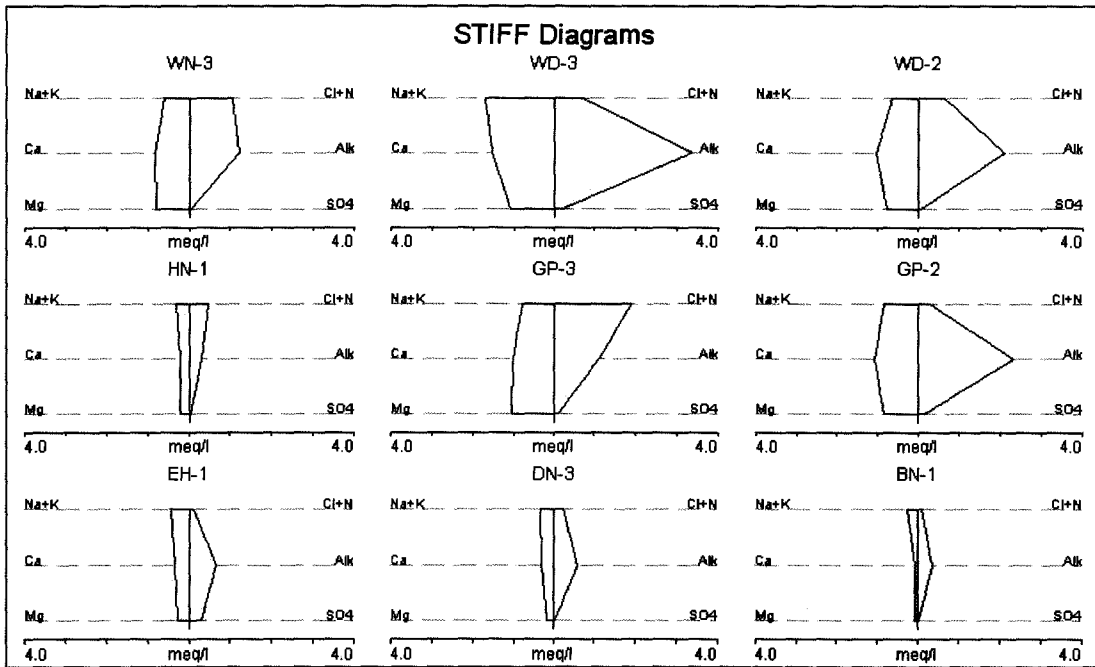 STIFF Diagrams
WN-3 WD-3 WD-2
Na+K Cl+N Na+K Cl+N Na+K Cl+N
Ca Alk Ca Alk Ca Alk
Mg SO4 Mg SO4 Mg SO4
4.0 meq/l 4.0 4.0 meq/l 4.0 4.0 meq/l 4.0
HN-1 GP-3 GP-2
Na+K Cl+N Na+K Cl+N Na+K Cl+N
Ca Alk Ca Alk Ca Alk
Mg SO4 Mg SO4 Mg SO4
4.0 meq/l 4.0 4.0 meq/l 4.0 4.0 meq/l 4.0
EH-1 DN-3 BN-1
Na+K Cl+N Na+K Cl+N Na+K Cl+N
Ca Alk Ca Alk Ca Alk
Mg SO4 Mg SO4 Mg SO4
4.0 meq/l 4.0 4.0 meq/l 4.0 4.0 meq/l 4.0